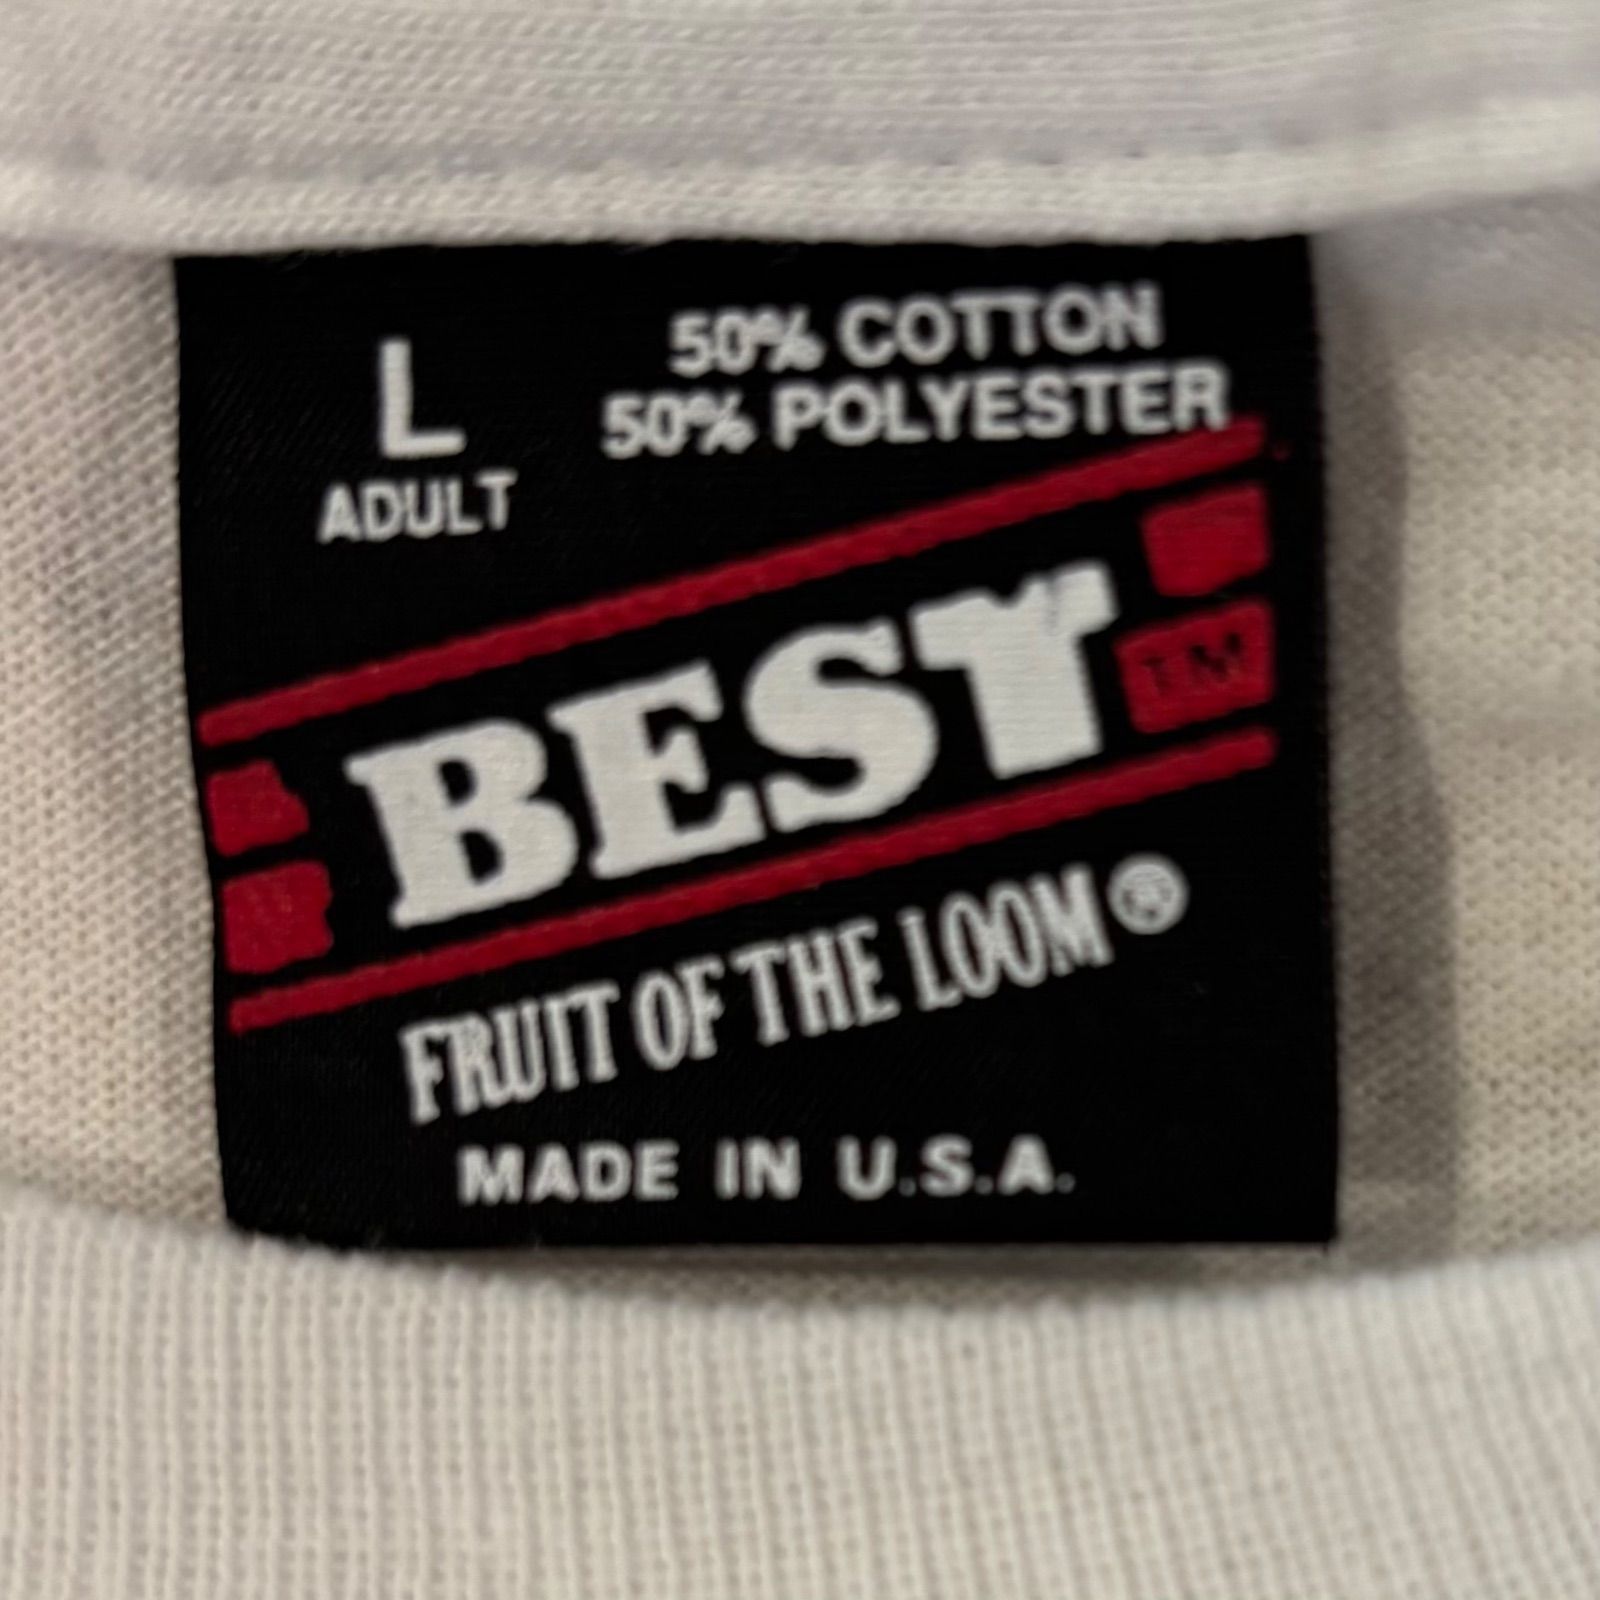 L
ADULT
50% COTTON
50% POLYESTER
BEST
TM
FRUIT OF THE LOOM®
MADE IN U.S.A.